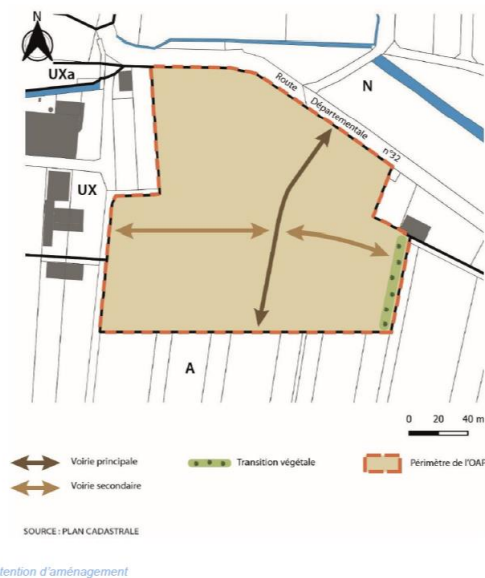 N
UXa
N
Route
Départementale
n°32
UX
A
0 20 40 m
Voirie principale
Transition végétale
Périmètre de l'OAP
Voirie secondaire
SOURCE : PLAN CADASTRALE
tention d'aménagement